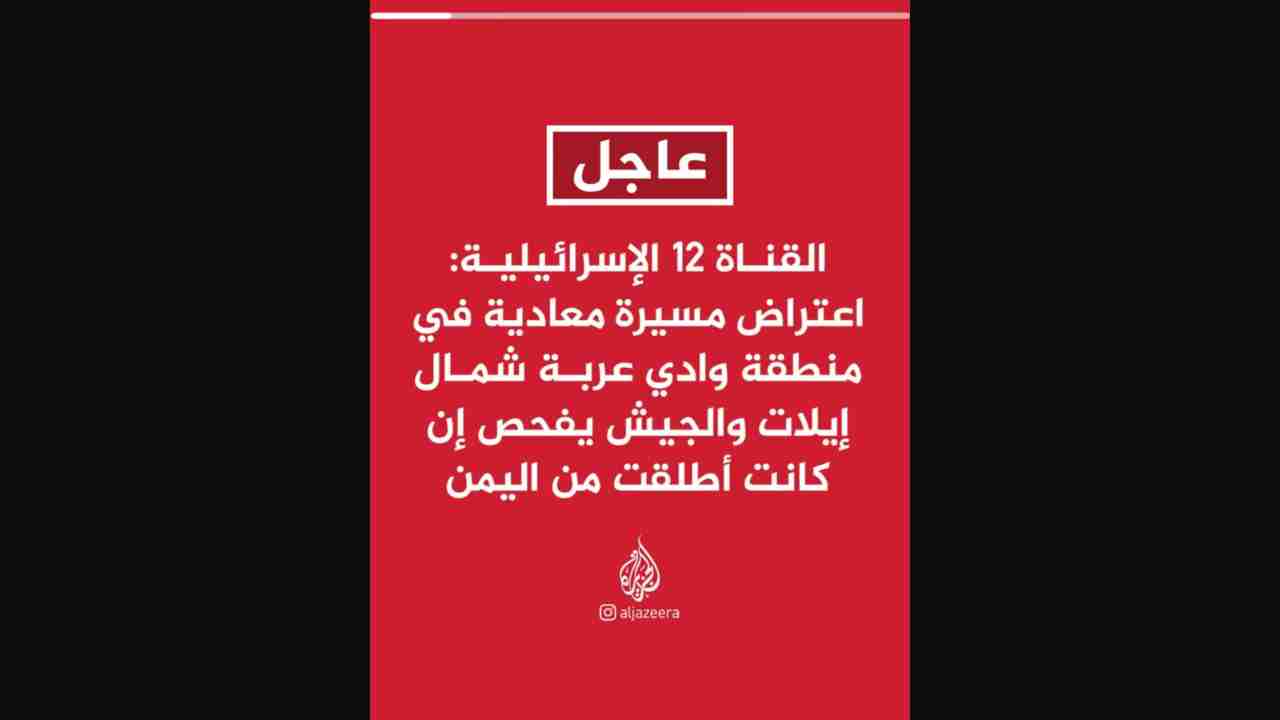 عاجل
القناة 12 الإسرائيلية:
اعتراض مسيرة معادية في
منطقة وادي عربة شمال
إيلات والجيش يفحص إن
كانت أطلقت من اليمن
الجزيرة
aljazeera